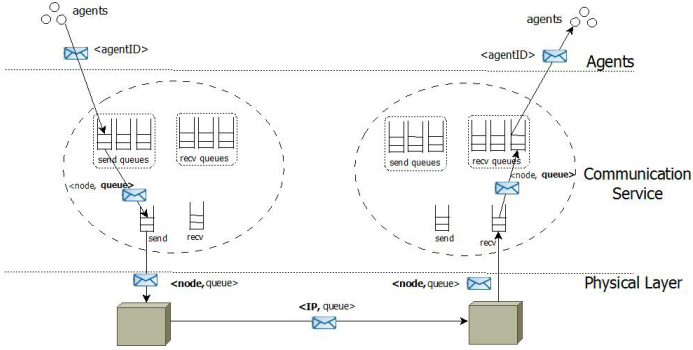 agents
agents
<agentID>
<agentID>
Agents
send queues
recv queues
send queues
recv queues
<node, queue>
<node, queue>
Communication
Service
send
recv
send
recv
<node,queue>
<node,queue>
Physical Layer
<IP, queue>